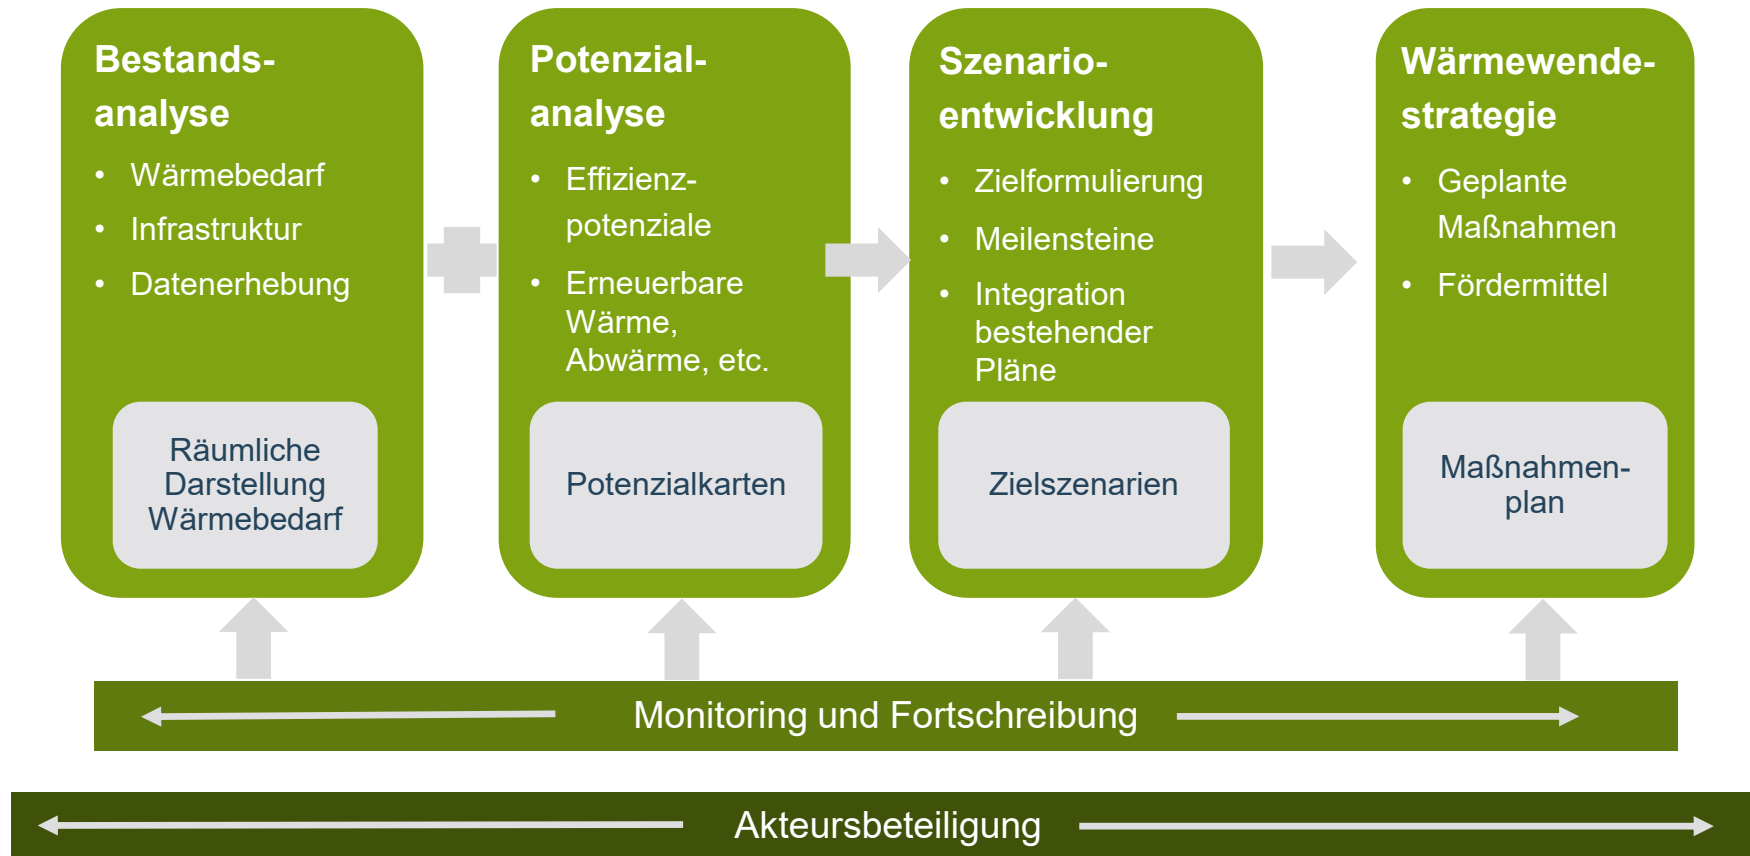 Bestands-
analyse
• Wärmebedarf
• Infrastruktur
• Datenerhebung
Räumliche
Darstellung
Wärmebedarf
Potenzial-
analyse
• Effizienz-
potenziale
• Erneuerbare
Wärme,
Abwärme, etc.
Potenzialkarten
Szenario-
entwicklung
• Zielformulierung
• Meilensteine
• Integration
bestehender
Pläne
Zielszenarien
Wärmewende-
strategie
• Geplante
Maßnahmen
• Fördermittel
Maßnahmen-
plan
Monitoring und Fortschreibung
Akteursbeteiligung